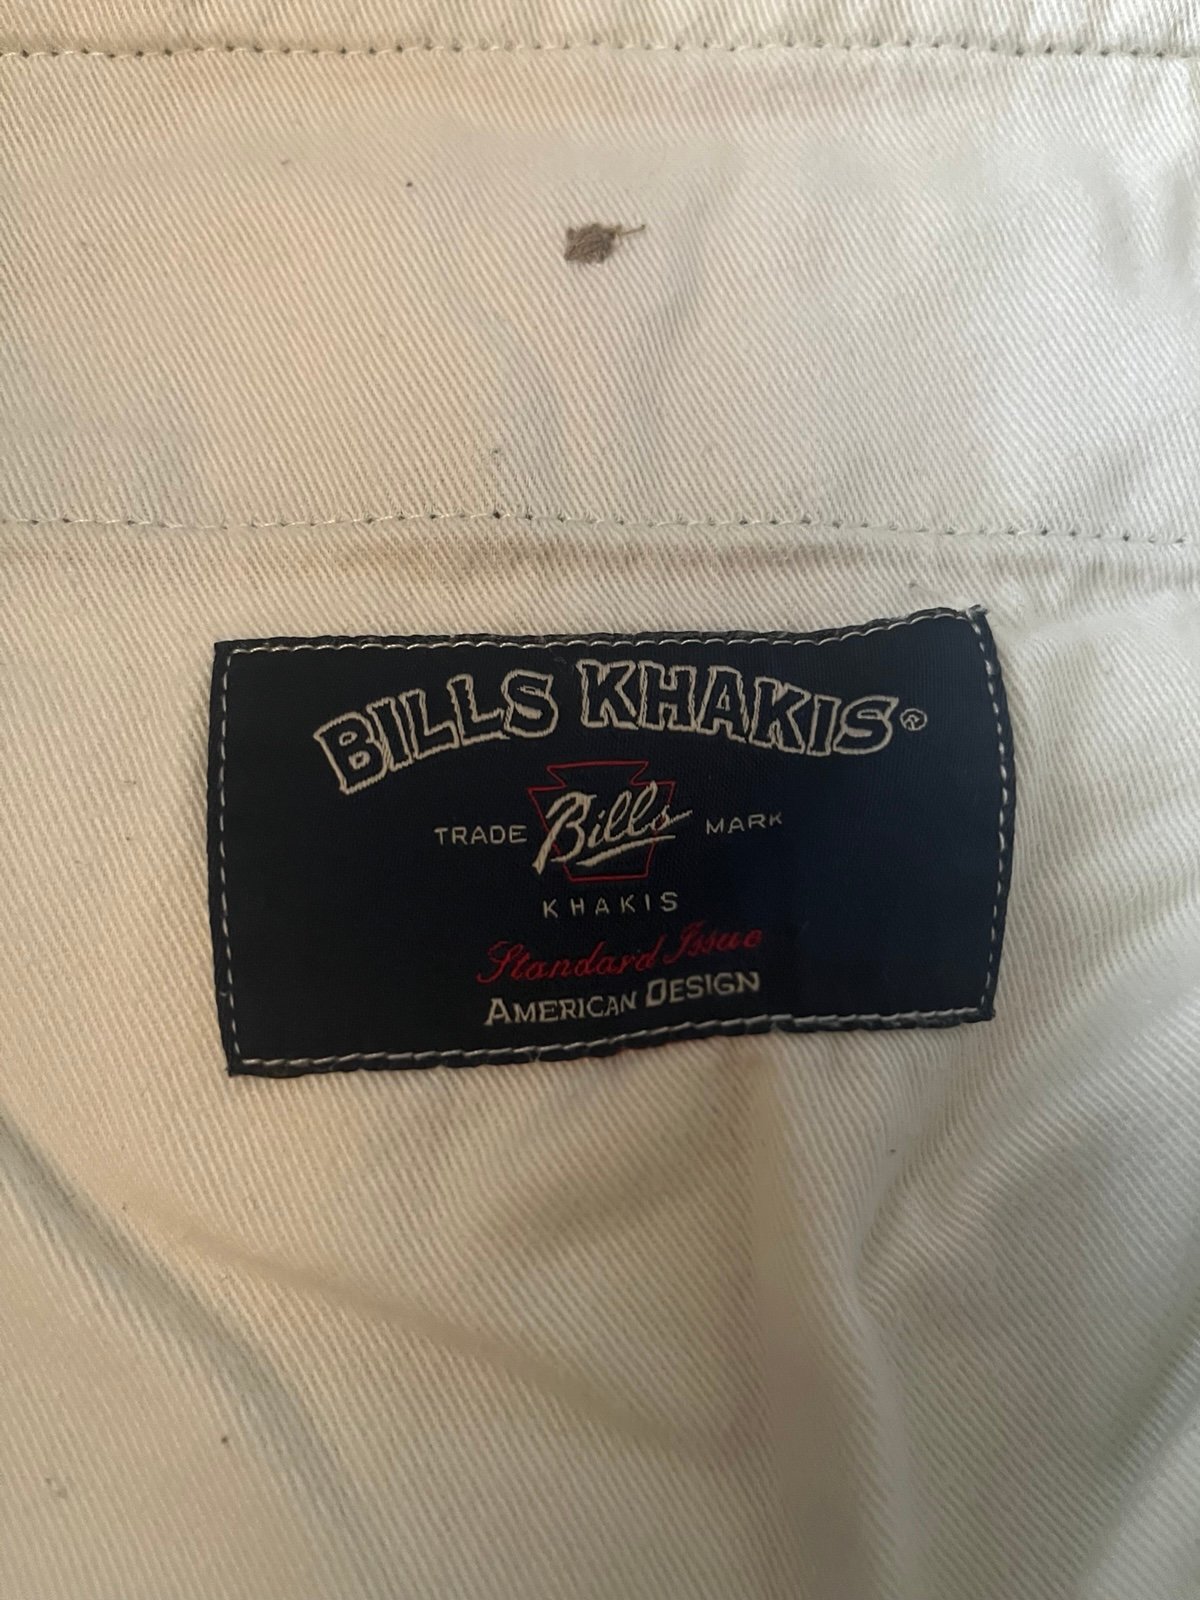 BILLS KHAKIS®
TRADE Bills MARK
KHAKIS
Standard Issue
AMERICAN DESIGN